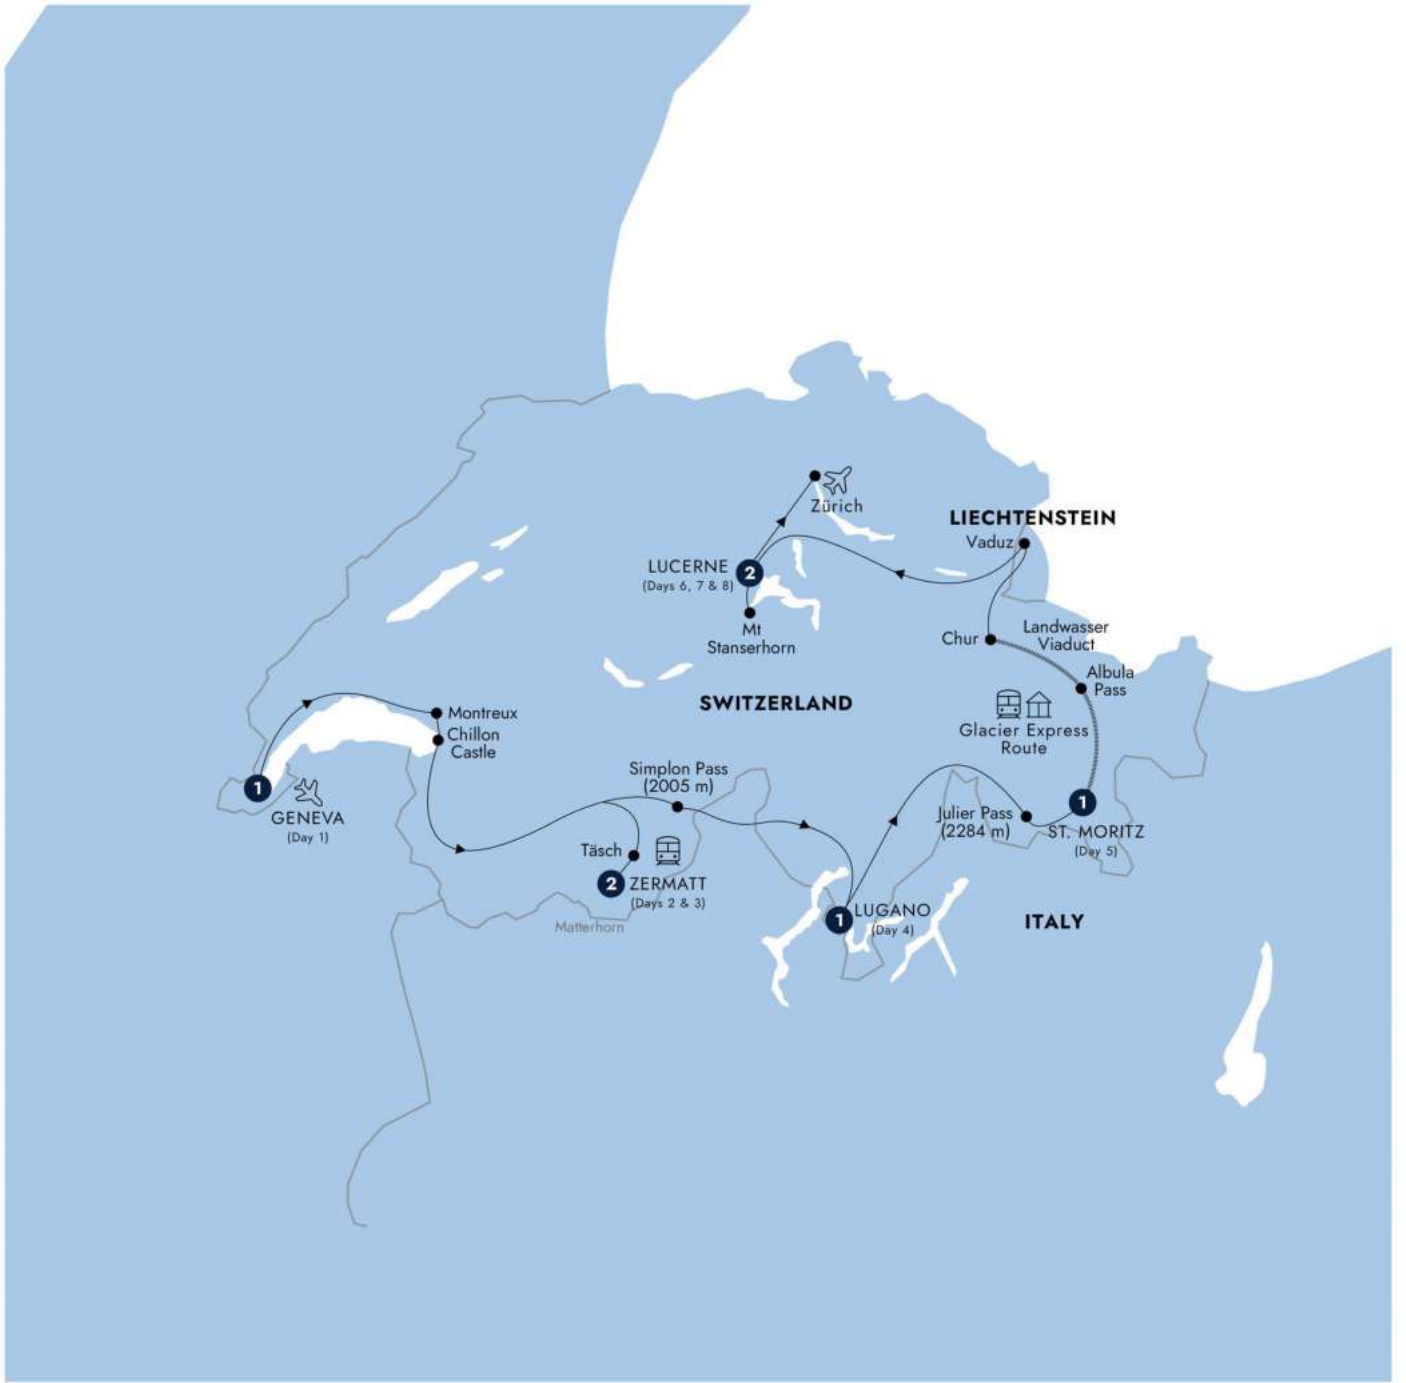 Zürich
LIECHTENSTEIN
Vaduz
LUCERNE
2
(Days 6, 7 & 8)
Mt
Stanserhorn
Chur
Landwasser
Viaduct
Albula
Pass
SWITZERLAND
Glacier Express
Route
Montreux
Chillon
Castle
1
GENEVA
(Day 1)
Simplon Pass
(2005 m)
Julier Pass
(2284 m)
1
ST. MORITZ
(Day 5)
Täsch
2
ZERMATT
(Days 2 & 3)
Matterhorn
1
LUGANO
(Day 4)
ITALY